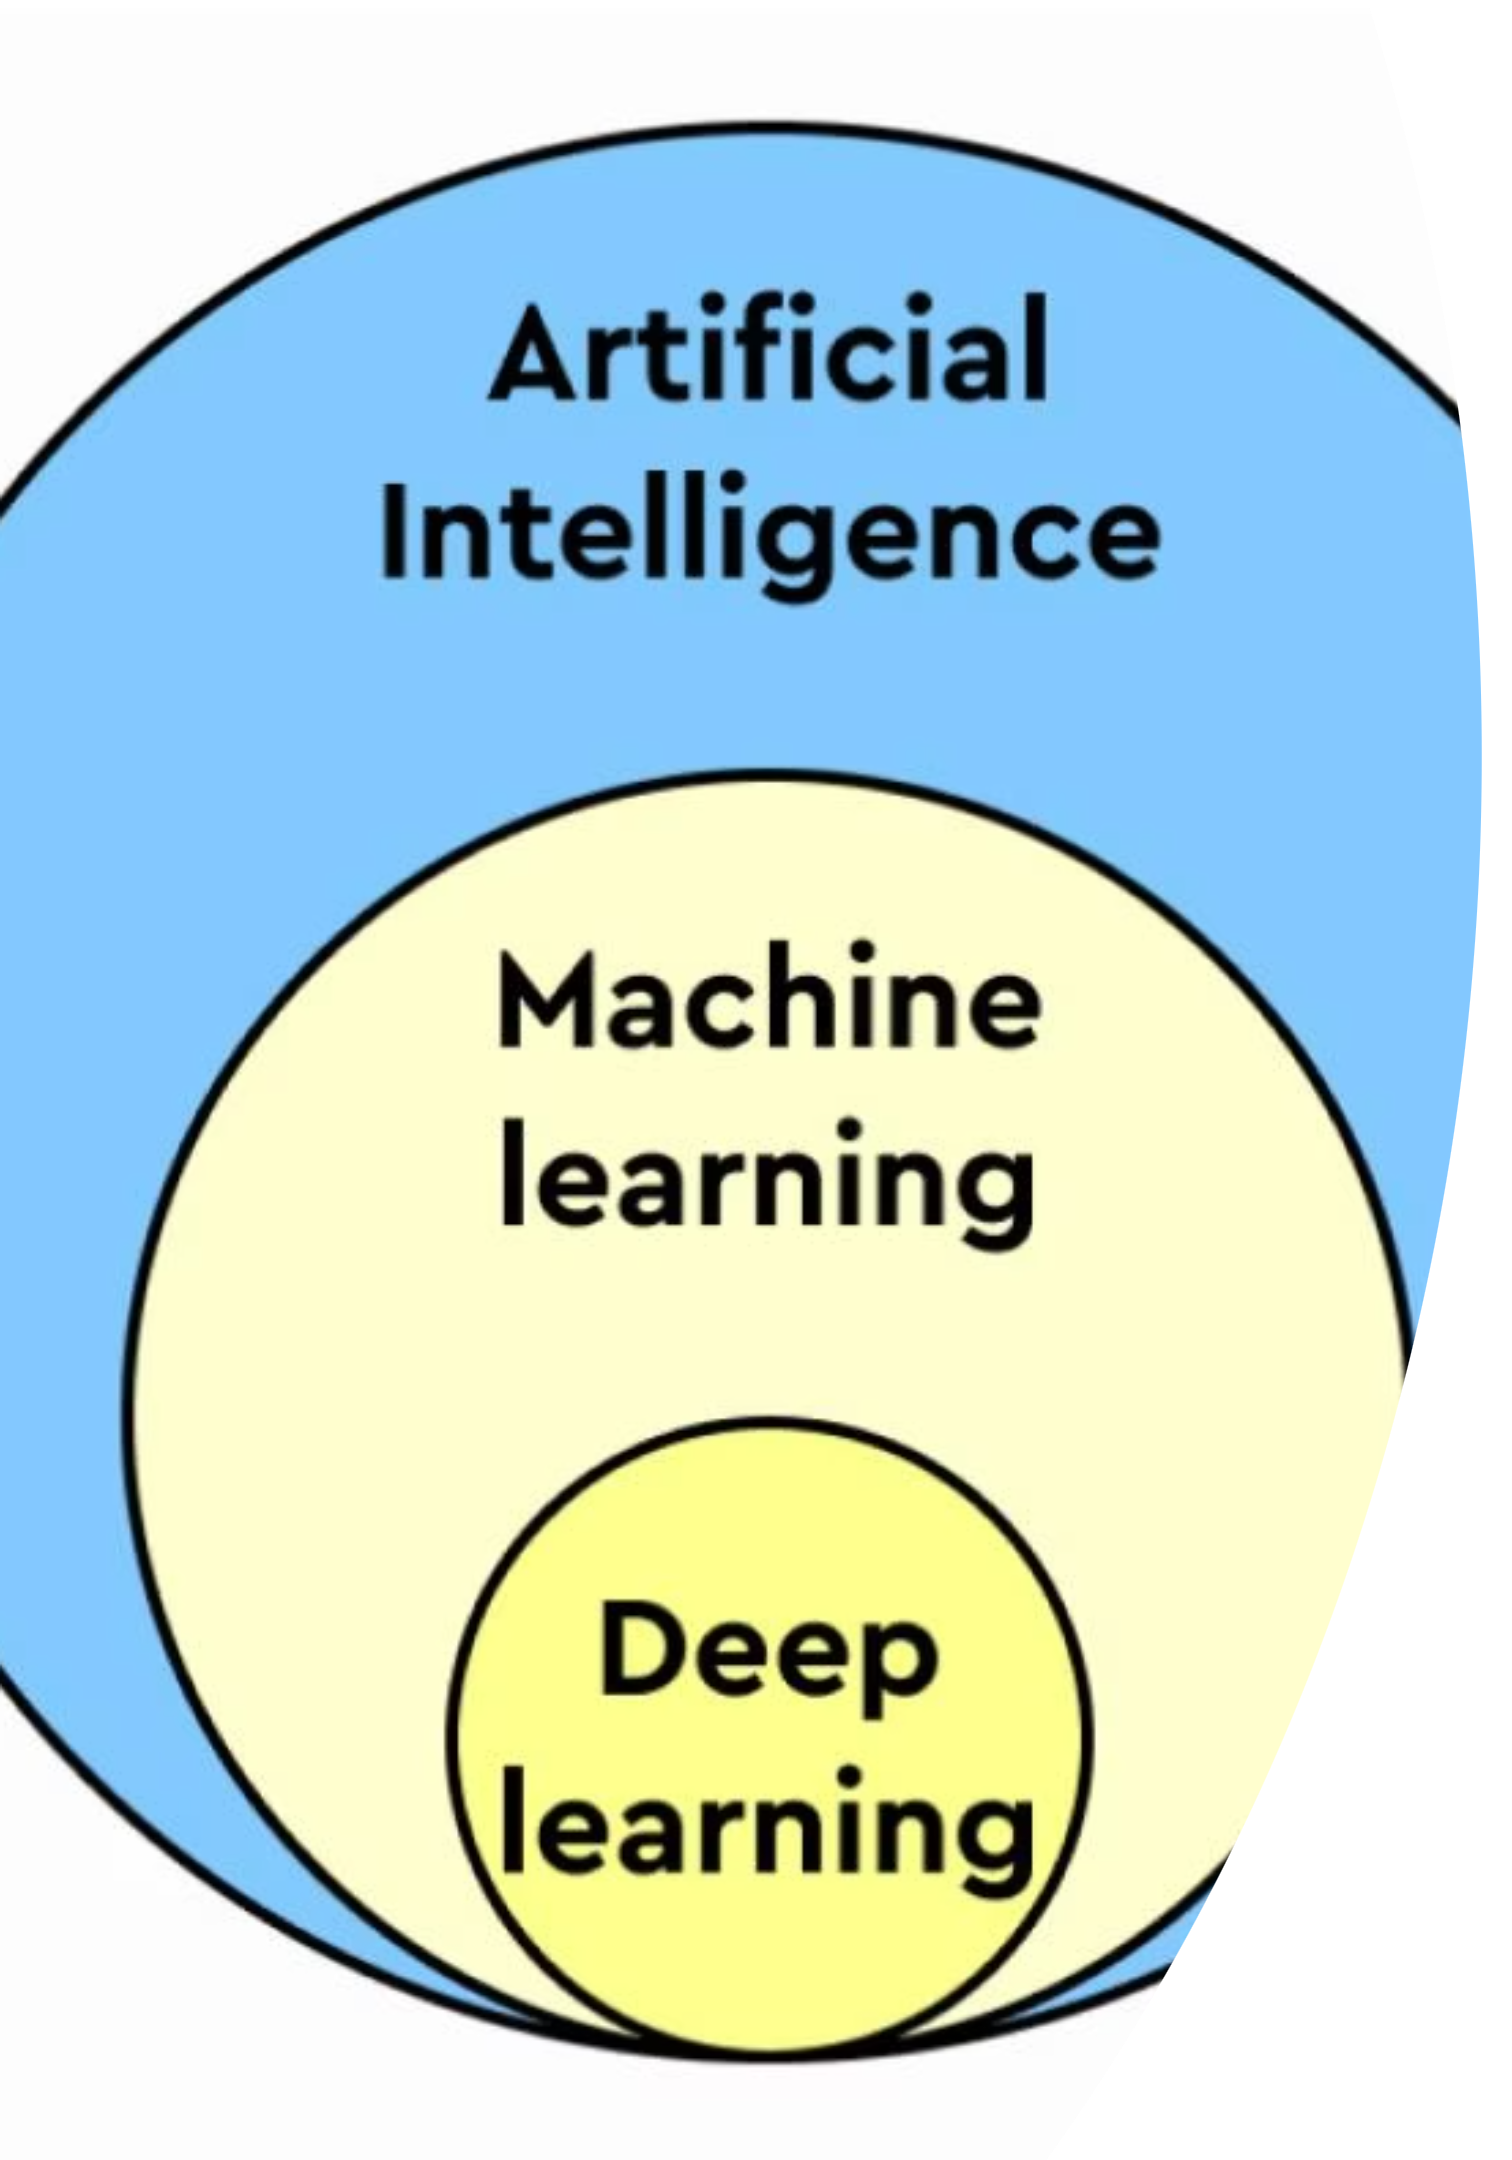 Artificial
Intelligence
Machine
learning
Deep
learning